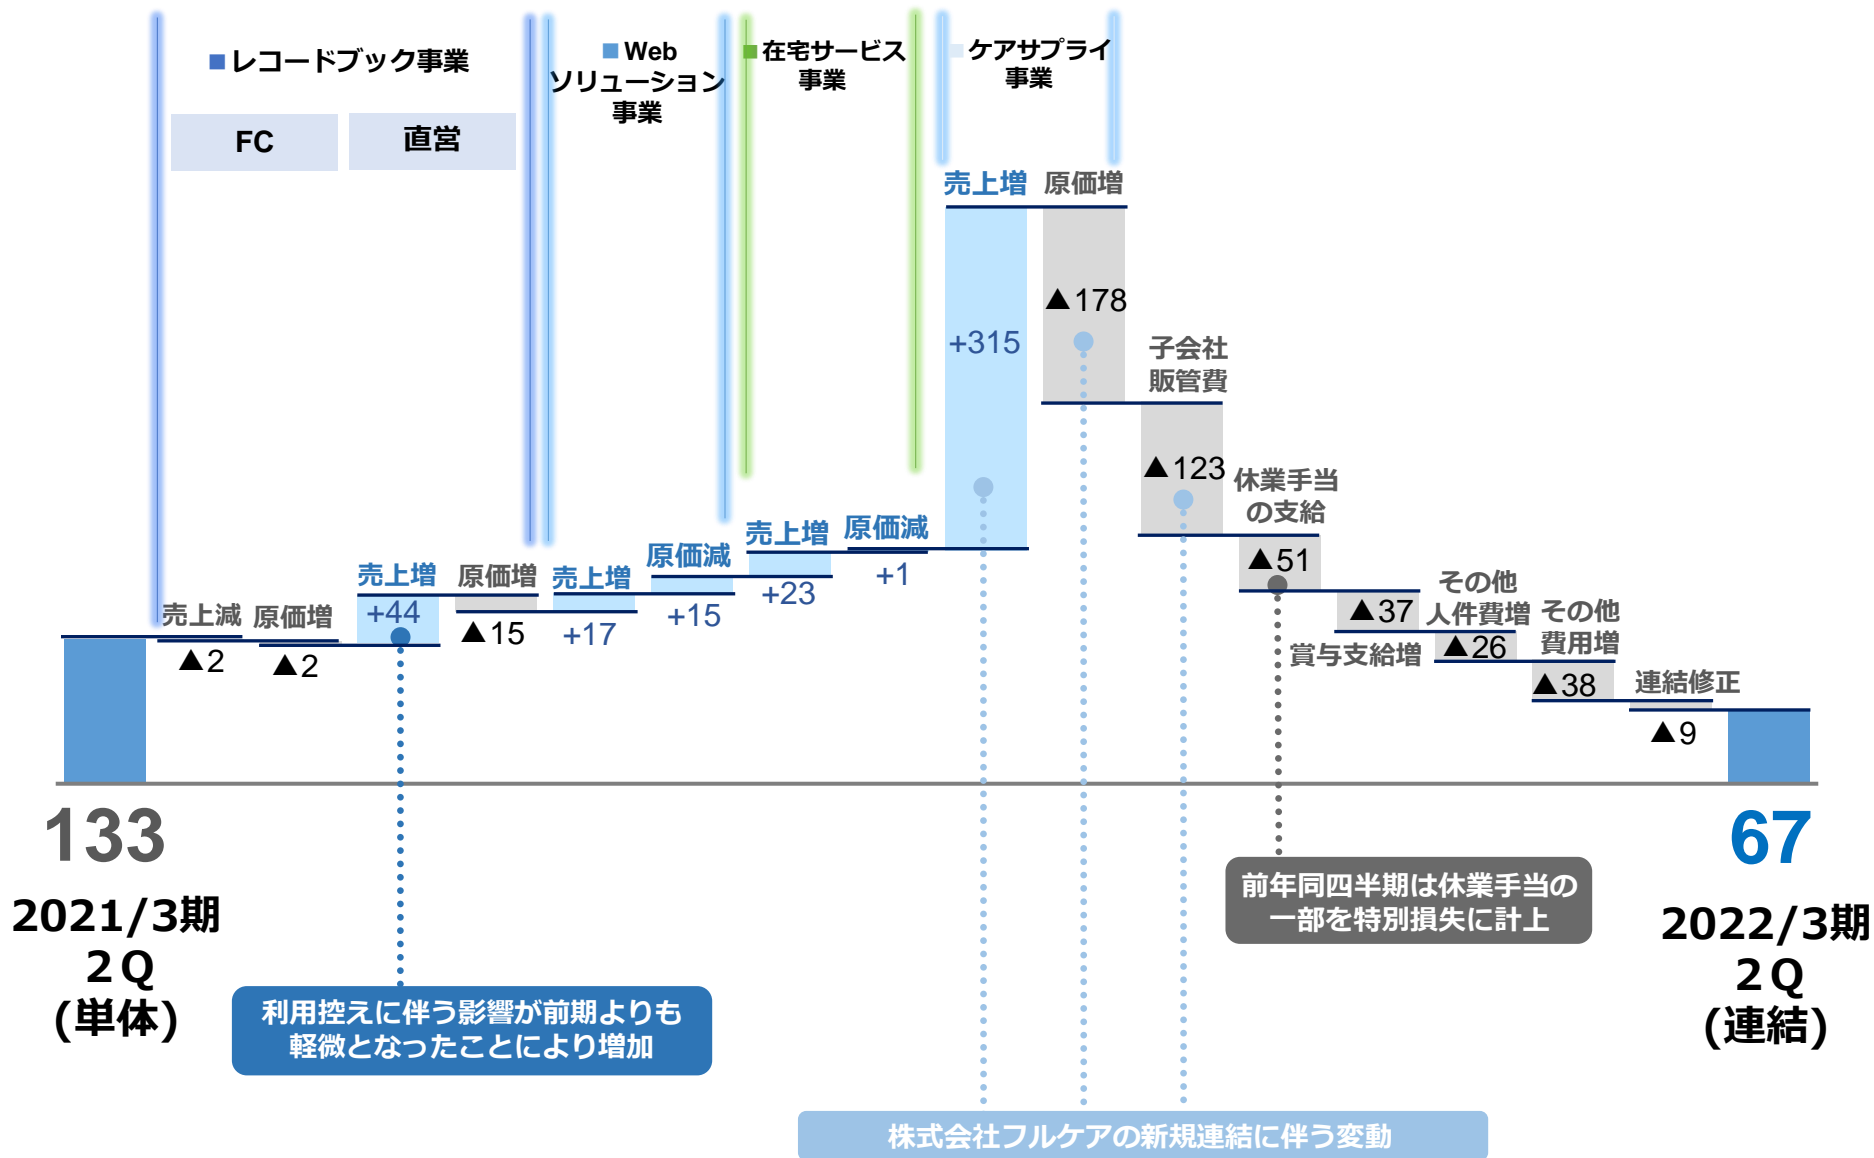 ■レコードブック事業
FC
直営
■Web
ソリューション
事業
■在宅サービス
事業
■ケアサプライ
事業
売上減
▲2
原価増
▲2
売上増
+44
原価増
▲15
売上増
+17
原価減
+15
売上増
+23
原価減
+1
売上増
+315
原価増
▲178
子会社
販管費
▲123
休業手当
の支給
▲51
▲37
賞与支給増
その他
人件費増
▲26
その他
費用増
▲38
連結修正
▲9
133
2021/3期
２Q
(単体)
67
2022/3期
２Q
(連結)
前年同四半期は休業手当の
一部を特別損失に計上
利用控えに伴う影響が前期よりも
軽微となったことにより増加
株式会社フルケアの新規連結に伴う変動